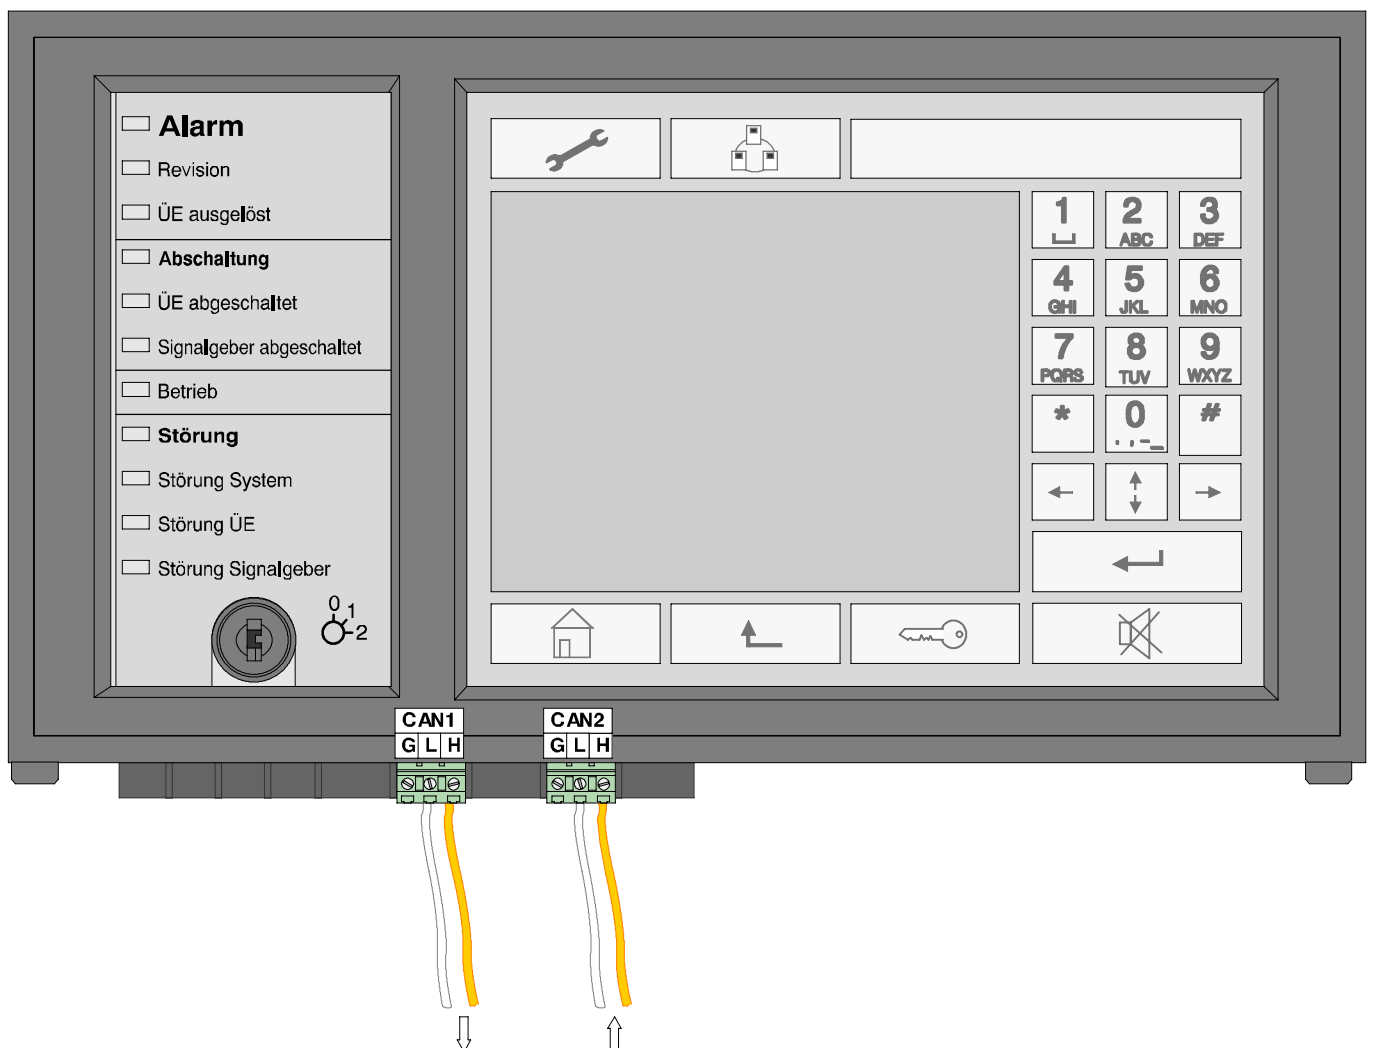 Alarm
Revision
ÜE ausgelöst
Abschaltung
ÜE abgeschaltet
Signalgeber abgeschaltet
Betrieb
Störung
Störung System
Störung ÜE
Störung Signalgeber
0
1
2
1 2 3
ABC DEF
4 5 6
GHI JKL MNO
7 8 9
PQRS TUV WXYZ
* 0 #
. , - _
CAN1 CAN2
G L H G L H